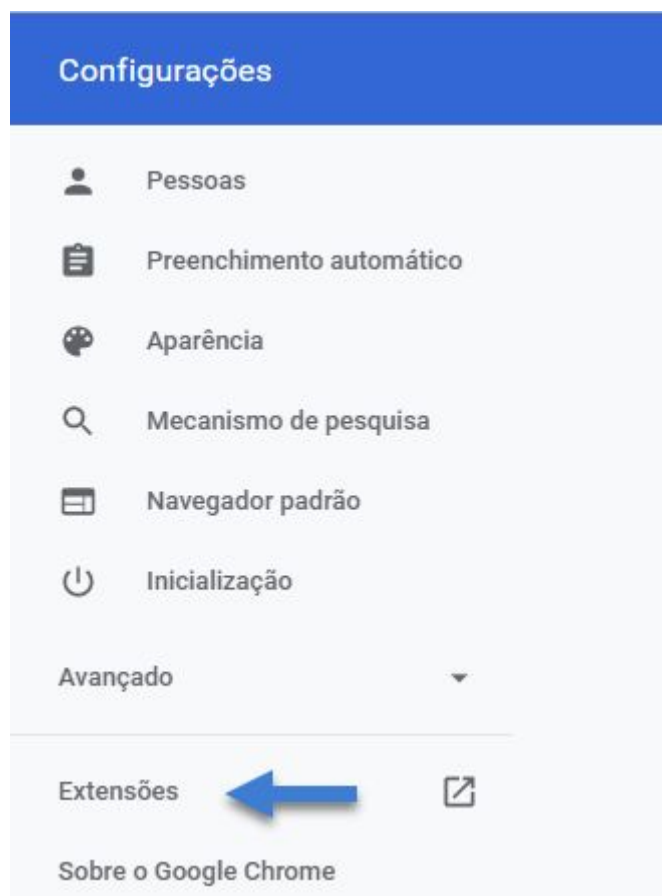 Configurações
Pessoas
Preenchimento automático
Aparência
Mecanismo de pesquisa
Navegador padrão
Inicialização
Avançado
Extensões
Sobre o Google Chrome